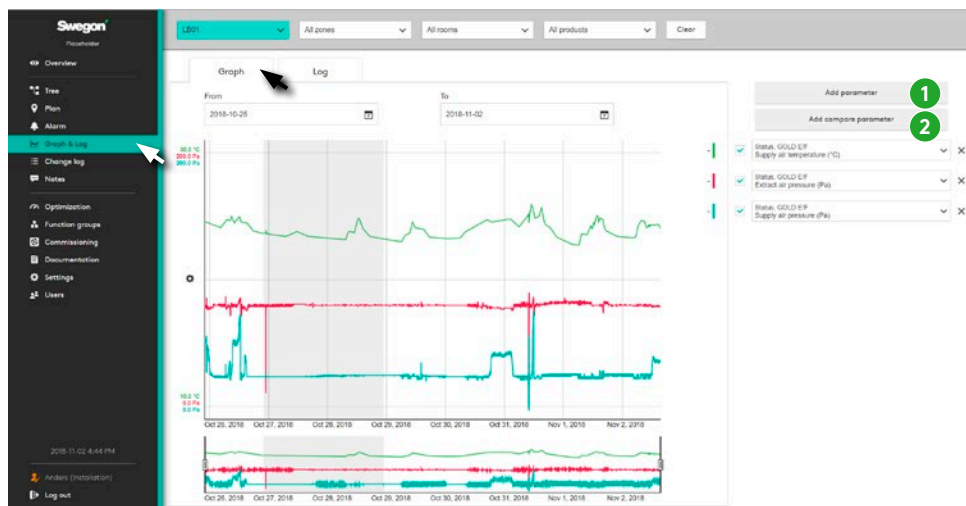 Swegon
Placeholder
Overview
Tree
Plan
Alarm
Graph & Log
Change log
Notes
Optimization
Function groups
Commissioning
Documentation
Settings
Users
2018-11-02 4:44 PM
Anders (Installation)
Log out
LB01
All zones
All rooms
All products
Clear
Graph
Log
From
To
2018-10-25
2018-11-02
30.0 °C
200.0 Pa
200.0 Pa
10.0 °C
0.0 Pa
0.0 Pa
Oct 26, 2018 Oct 27, 2018 Oct 28, 2018 Oct 29, 2018 Oct 30, 2018 Oct 31, 2018 Nov 1, 2018 Nov 2, 2018
Oct 26, 2018 Oct 27, 2018 Oct 28, 2018 Oct 29, 2018 Oct 30, 2018 Oct 31, 2018 Nov 1, 2018 Nov 2, 2018
Add parameter 1
Add compare parameter 2
Status, GOLD E/F
Supply air temperature (°C)
Status, GOLD E/F
Extract air pressure (Pa)
Status, GOLD E/F
Supply air pressure (Pa)